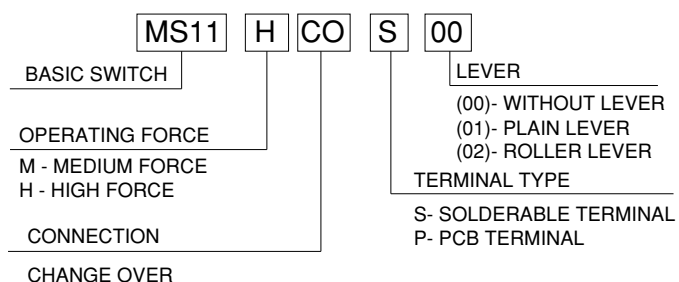 MS11 H CO S 00
BASIC SWITCH
OPERATING FORCE
M - MEDIUM FORCE
H - HIGH FORCE
CONNECTION
CHANGE OVER
LEVER
(00)- WITHOUT LEVER
(01)- PLAIN LEVER
(02)- ROLLER LEVER
TERMINAL TYPE
S- SOLDERABLE TERMINAL
P- PCB TERMINAL